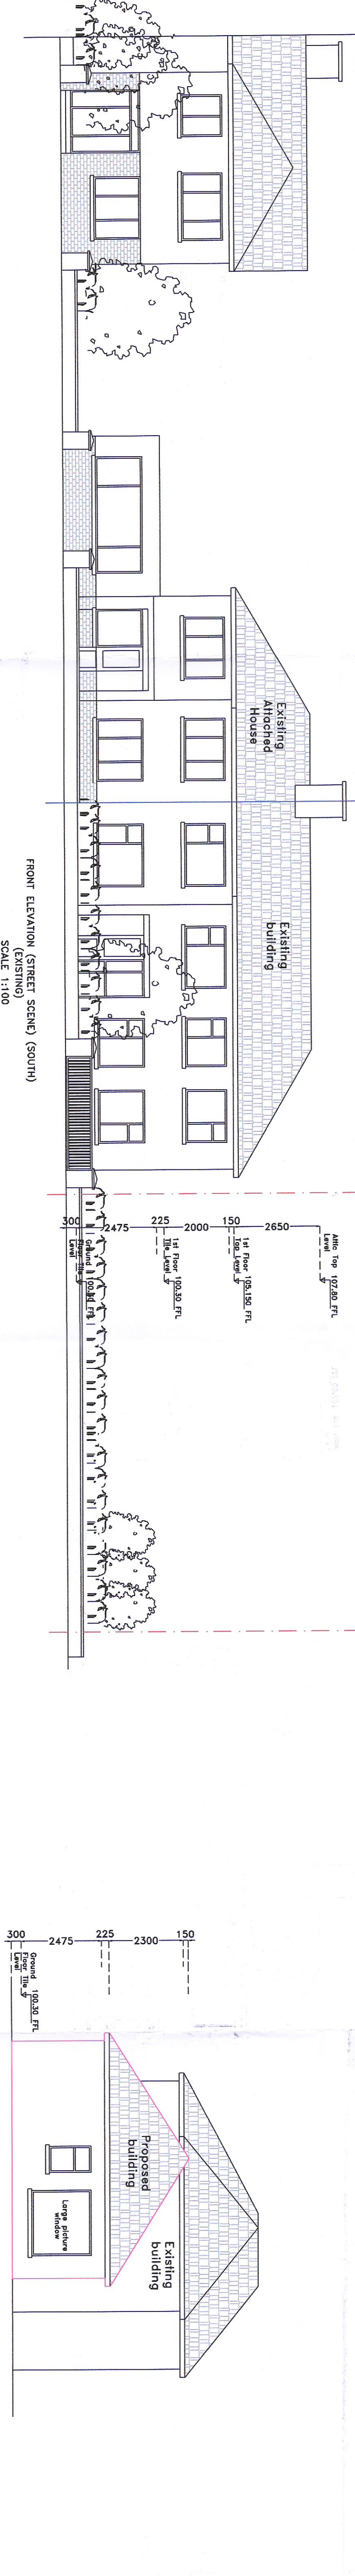 Existing
Attached
House
Existing
building
FRONT ELEVATION (STREET SCENE) (SOUTH)
(EXISTING)
SCALE 1:100
Attic Top 107.80 FFL
Level
1st Floor 105.150 FFL
Top Level
1st Floor 100.30 FFL
Tile Level
Ground 100.30 FFL
Floor Tile
Level
300
2475
225
2000
150
2650
300
2475
225
2300
150
Ground 100.30 FFL
Floor Tile
Level
Proposed
building
Existing
building
Large picture
window